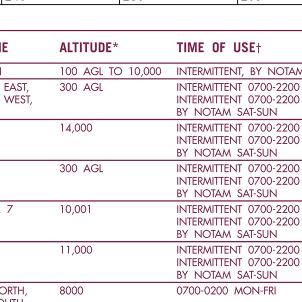 ALTITUDE* TIME OF USE†
100 AGL TO 10,000 INTERMITTENT, BY NOTAM
EAST, 300 AGL INTERMITTENT 0700-2200
WEST, INTERMITTENT 0700-2200
BY NOTAM SAT-SUN
14,000 INTERMITTENT 0700-2200
INTERMITTENT 0700-2200
BY NOTAM SAT-SUN
300 AGL INTERMITTENT 0700-2200
INTERMITTENT 0700-2200
BY NOTAM SAT-SUN
7 10,001 INTERMITTENT 0700-2200
INTERMITTENT 0700-2200
BY NOTAM SAT-SUN
11,000 INTERMITTENT 0700-2200
INTERMITTENT 0700-2200
BY NOTAM SAT-SUN
ORTH, 8000 0700-0200 MON-FRI